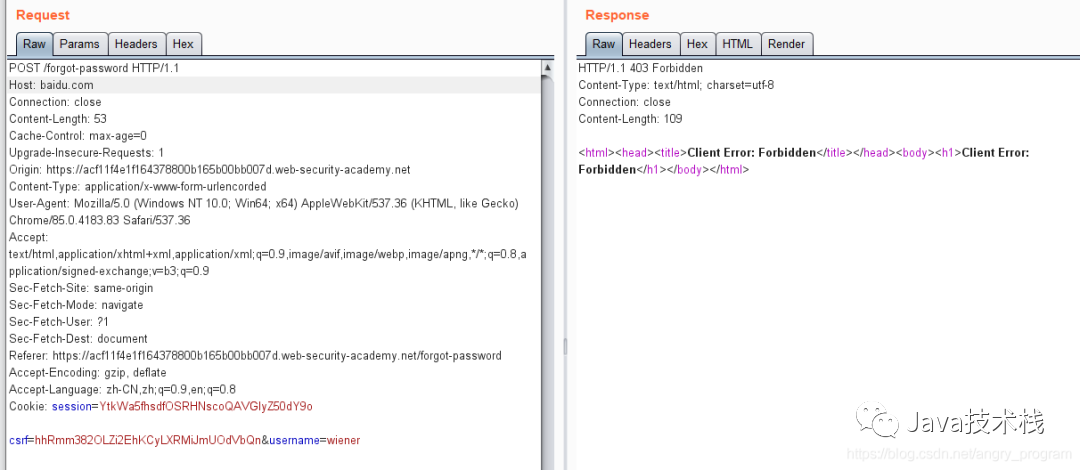 Request
Raw Params Headers Hex
POST /forgot-password HTTP/1.1
Host: baidu.com
Connection: close
Content-Length: 53
Cache-Control: max-age=0
Upgrade-Insecure-Requests: 1
Origin: https://acf11f4e1f164378800b165b00bb007d.web-security-academy.net
Content-Type: application/x-www-form-urlencoded
User-Agent: Mozilla/5.0 (Windows NT 10.0; Win64; x64) AppleWebKit/537.36 (KHTML, like Gecko)
Chrome/85.0.4183.83 Safari/537.36
Accept:
text/html,application/xhtml+xml,application/xml;q=0.9,image/avif,image/webp,image/apng,*/*;q=0.8,a
pplication/signed-exchange;v=b3;q=0.9
Sec-Fetch-Site: same-origin
Sec-Fetch-Mode: navigate
Sec-Fetch-User: ?1
Sec-Fetch-Dest: document
Referer: https://acf11f4e1f164378800b165b00bb007d.web-security-academy.net/forgot-password
Accept-Encoding: gzip, deflate
Accept-Language: zh-CN,zh;q=0.9,en;q=0.8
Cookie: session=YtkWa5fhsdfOSRHNscoQAVGIyZ50dY9o
csrf=hhRmm382OLZi2EhKCyLXRMiJmUOdVbQn&username=wiener
Response
Raw Headers Hex HTML Render
HTTP/1.1 403 Forbidden
Content-Type: text/html; charset=utf-8
Connection: close
Content-Length: 109
<html><head><title>Client Error: Forbidden</title></head><body><h1>Client Error:
Forbidden</h1></body></html>
Java技术栈
https://blog.csdn.net/angry_program